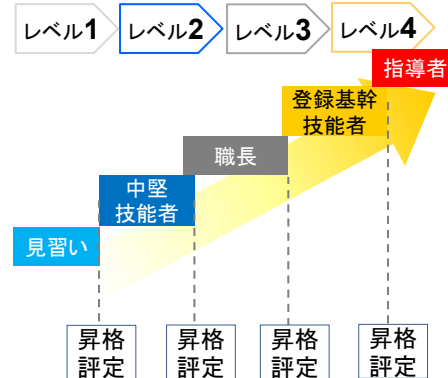 レベル1
レベル2
レベル3
レベル4
指導者
登録基幹
技能者
職長
中堅
技能者
見習い
昇格
評定
昇格
評定
昇格
評定
昇格
評定